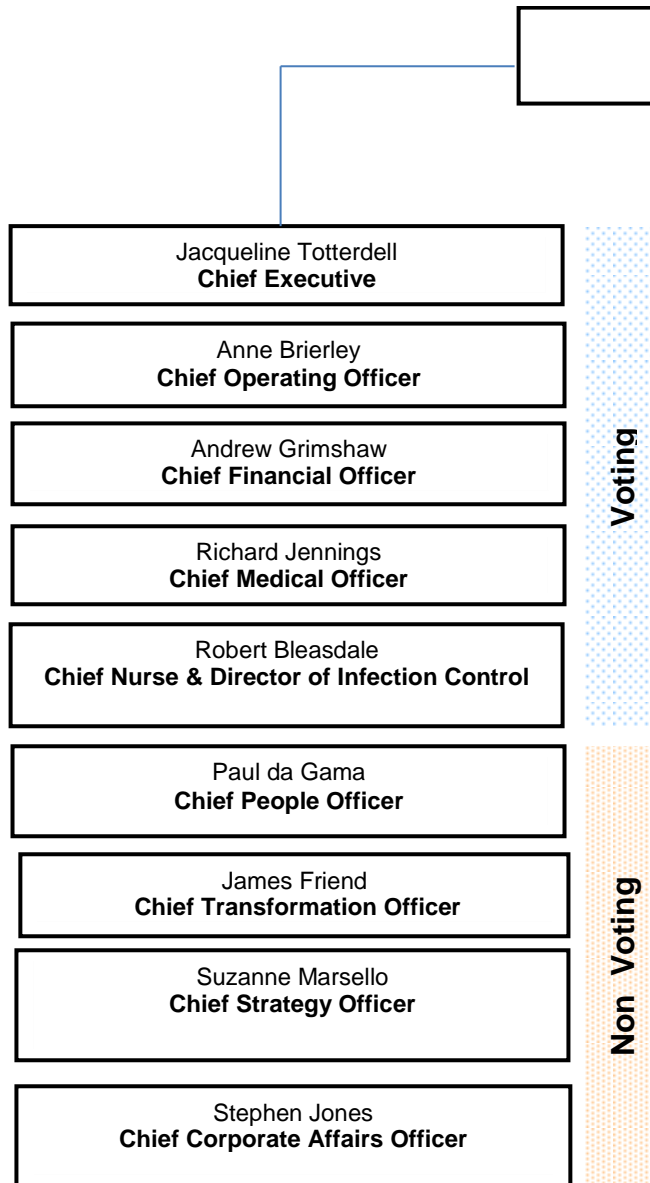 Jacqueline Totterdell
Chief Executive
Anne Brierley
Chief Operating Officer
Andrew Grimshaw
Chief Financial Officer
Richard Jennings
Chief Medical Officer
Robert Bleasdale
Chief Nurse & Director of Infection Control
Voting
Paul da Gama
Chief People Officer
James Friend
Chief Transformation Officer
Suzanne Marsello
Chief Strategy Officer
Stephen Jones
Chief Corporate Affairs Officer
Non Voting